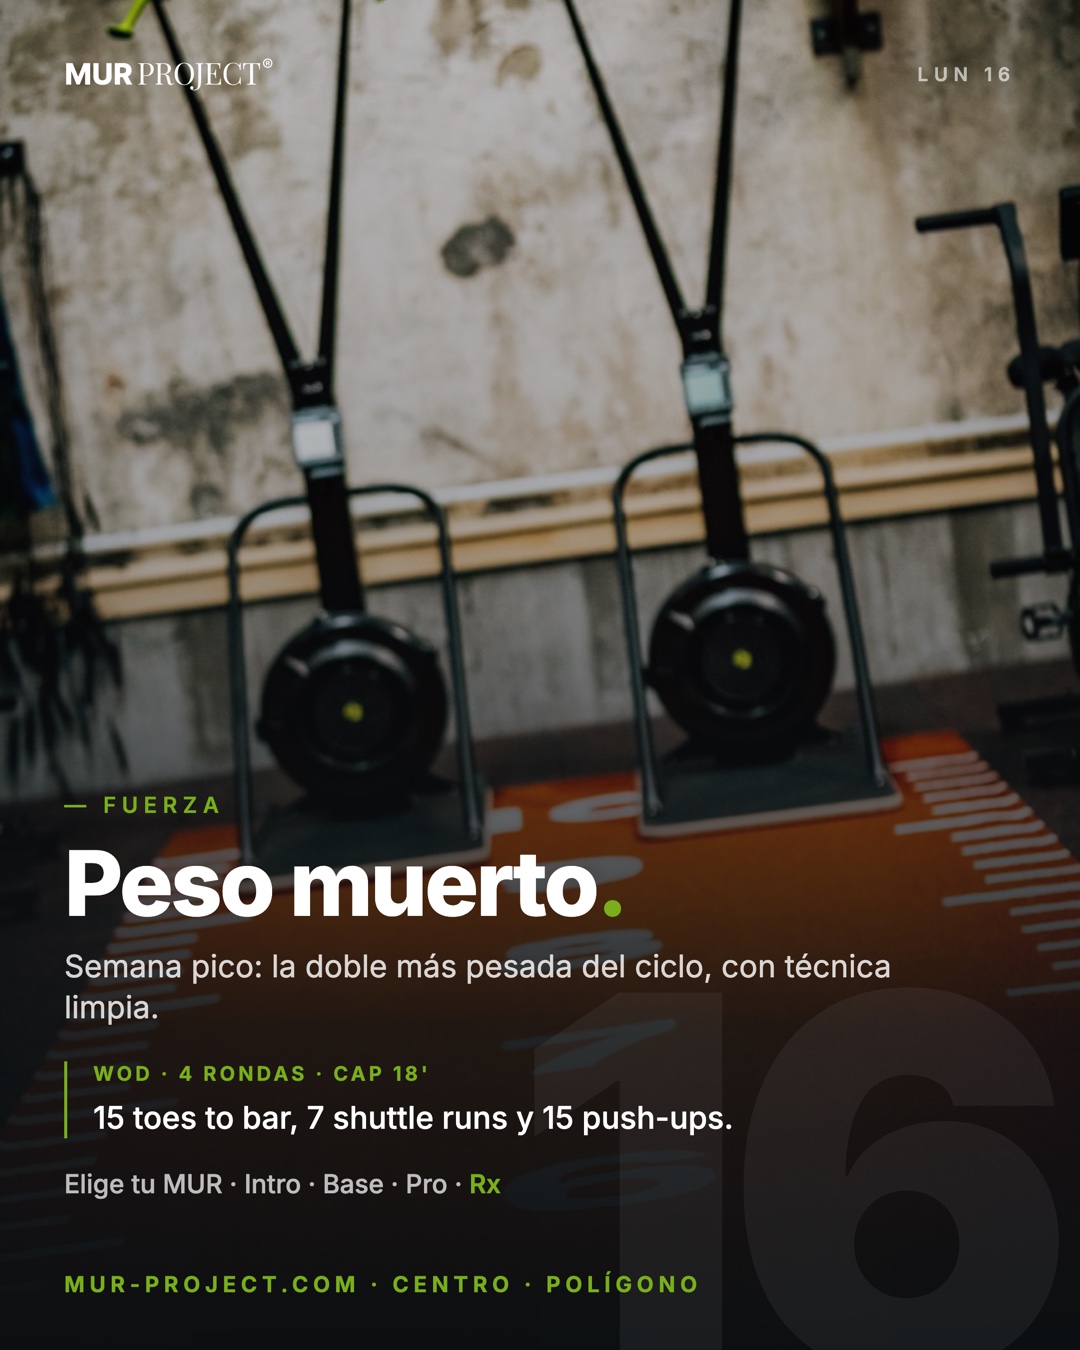 MUR PROJECT®
LUN 16
— FUERZA
Peso muerto.
Semana pico: la doble más pesada del ciclo, con técnica
limpia.
WOD · 4 RONDAS · CAP 18'
15 toes to bar, 7 shuttle runs y 15 push-ups.
Elige tu MUR · Intro · Base · Pro · Rx
MUR-PROJECT.COM · CENTRO · POLÍGONO
16